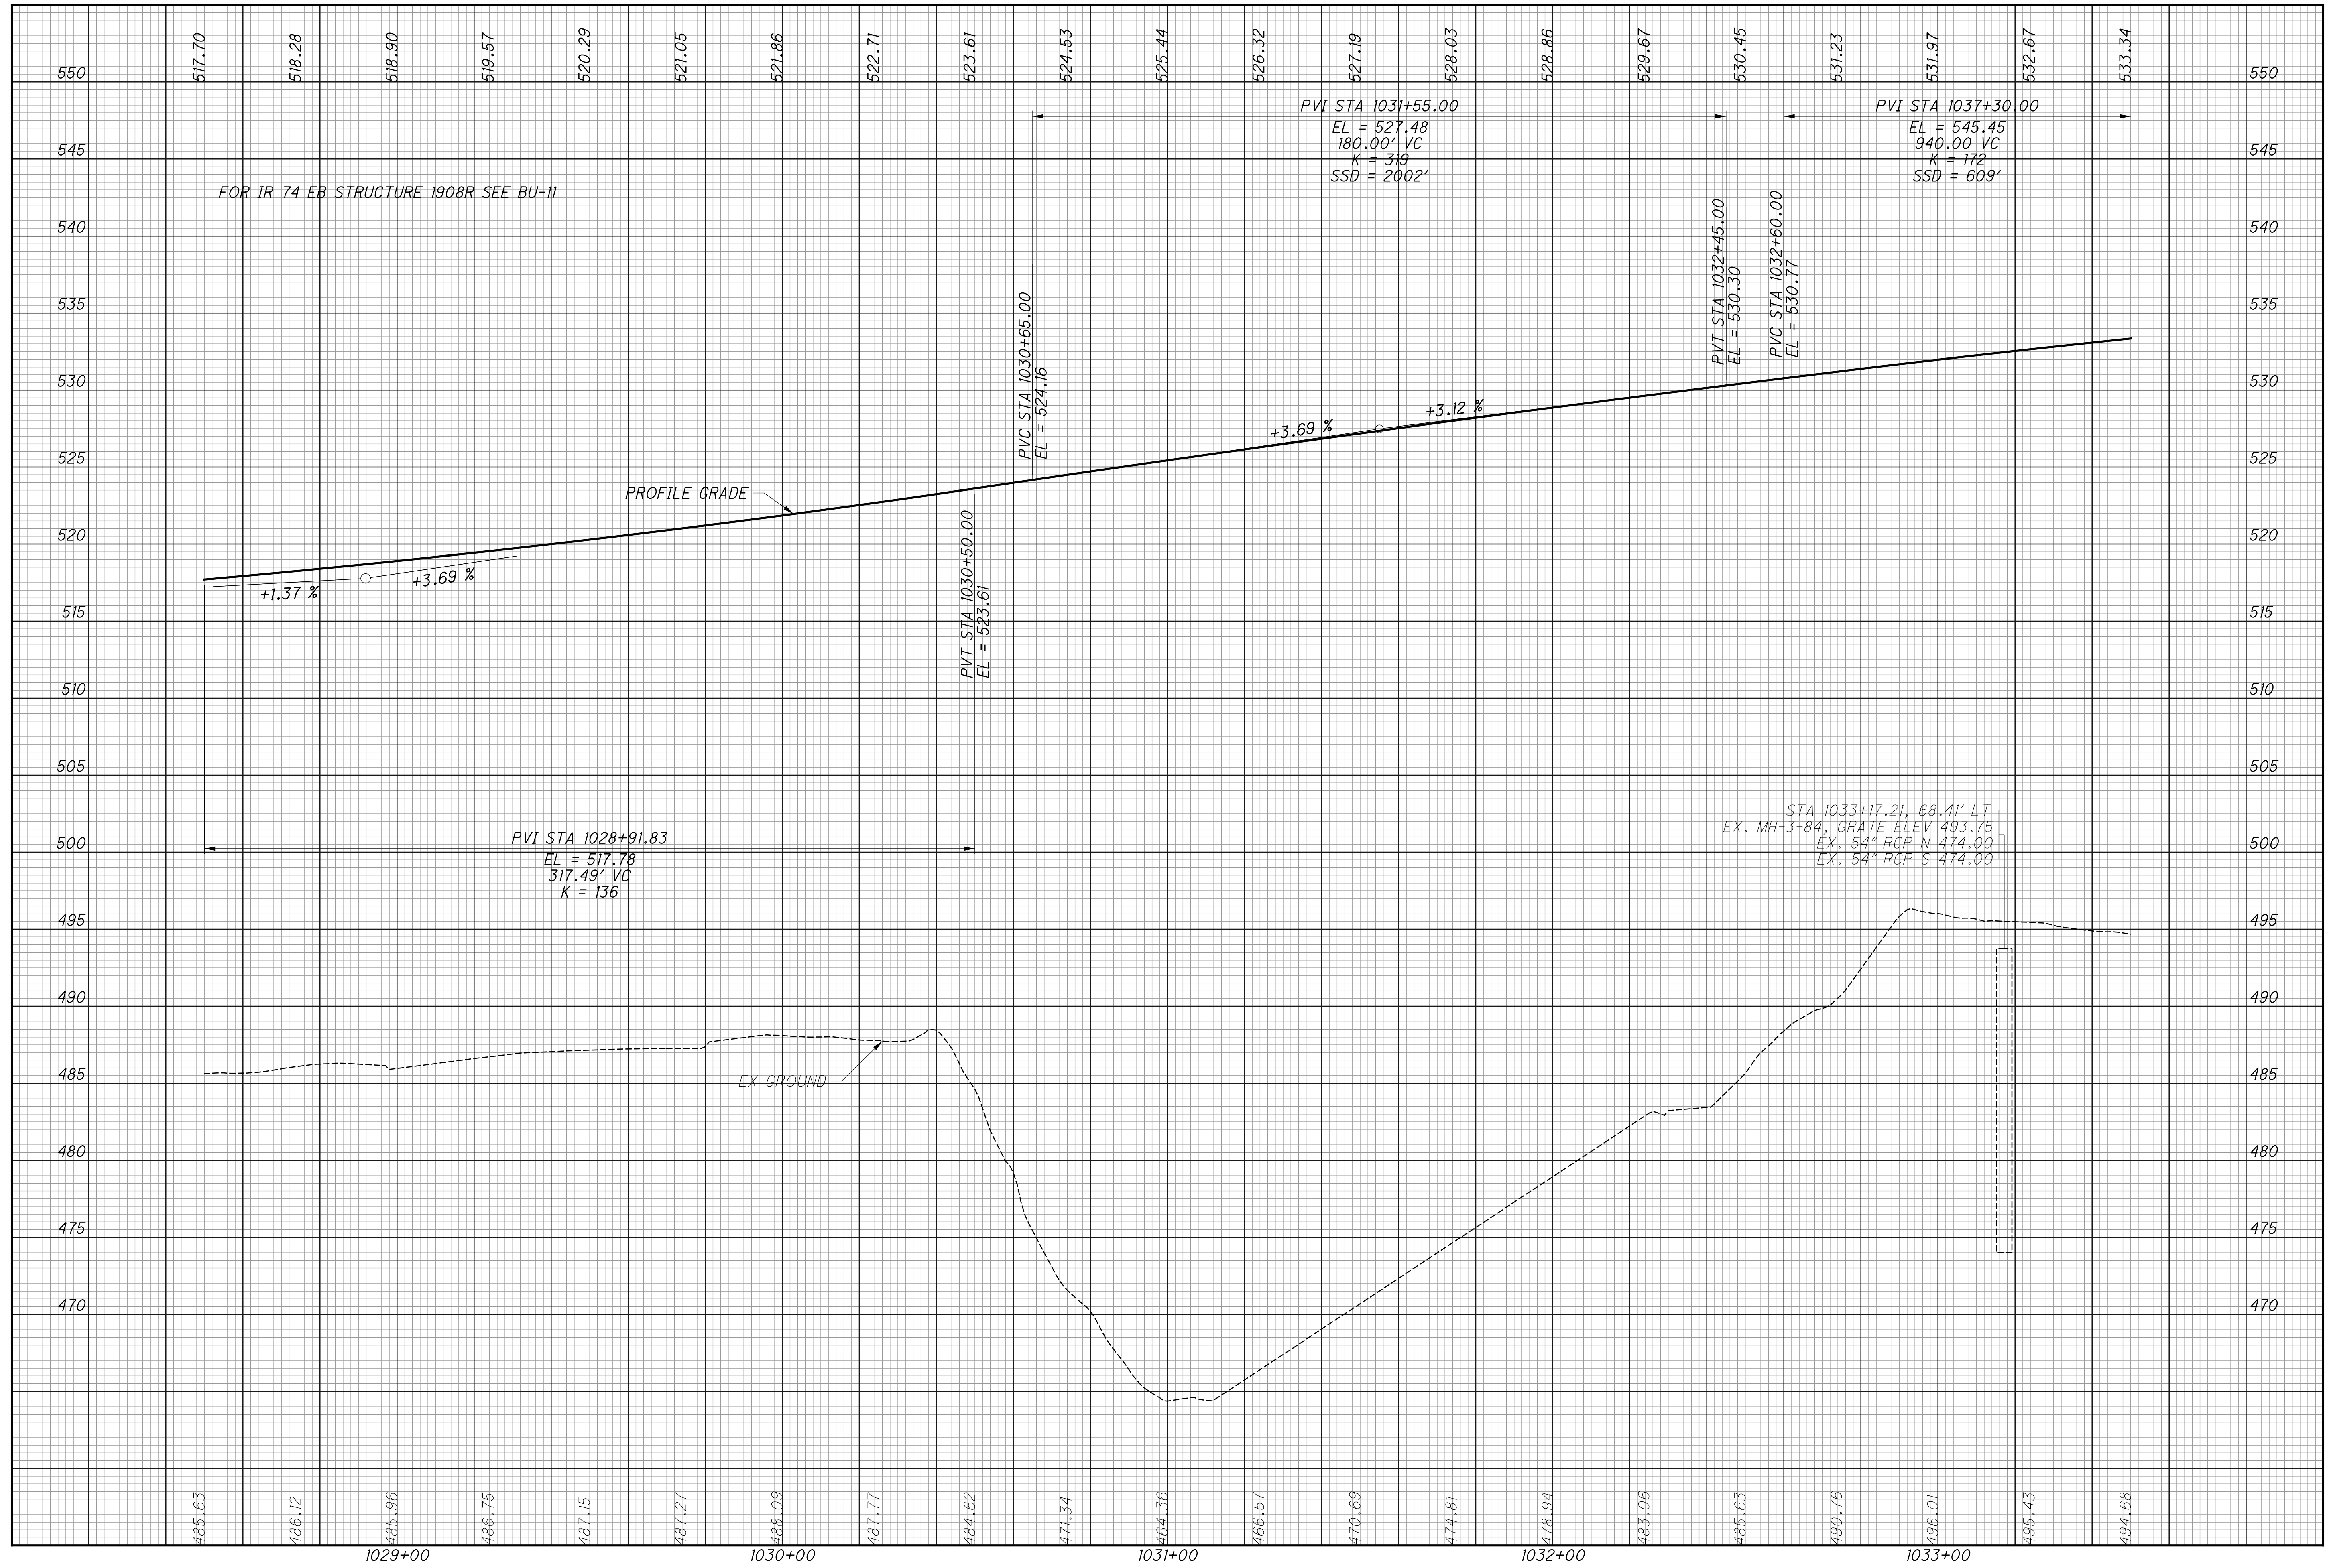 517.70 518.28 518.90 519.57 520.29 521.05 521.86 522.71 523.61 524.53 525.44 526.32 527.19 528.03 528.86 529.67 530.45 531.23 531.97 532.67 533.34
550 550
PVI STA 1031+55.00
EL = 527.48
180.00' VC
K = 319
SSD = 2002'
PVI STA 1037+30.00
EL = 545.45
940.00 VC
K = 172
SSD = 609'
545 545
FOR IR 74 EB STRUCTURE 1908R SEE BU-11
540 540
PVT STA 1032+45.00
EL = 530.30
PVC STA 1032+60.00
EL = 530.77
535 535
PVC STA 1030+65.00
EL = 524.16
530 530
+3.69 %
+3.12 %
525 525
PROFILE GRADE
520 520
+1.37 %
+3.69 %
PVT STA 1030+50.00
EL = 523.61
515 515
510 510
505 505
STA 1033+17.21, 68.41' LT
EX. MH-3-84, GRATE ELEV 493.75
EX. 54" RCP N 474.00
EX. 54" RCP S 474.00
PVI STA 1028+91.83
EL = 517.78
317.49' VC
K = 136
500 500
495 495
490 490
EX GROUND
485 485
480 480
475 475
470 470
485.63 486.12 485.96 486.75 487.15 487.27 488.09 487.77 484.62 471.34 464.36 466.57 470.69 474.81 478.94 483.06 485.63 490.76 496.01 495.43 494.68
1029+00 1030+00 1031+00 1032+00 1033+00